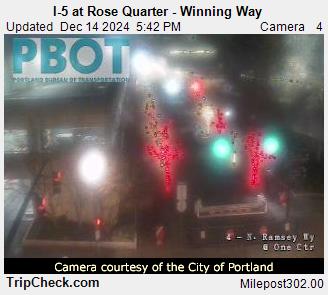 I-5 at Rose Quarter - Winning Way
Updated Dec 14 2024 5:42 PM Camera 4
PBOT
PORTLAND BUREAU OF TRANSPORTATION
4 - N. Ramsey Wy
@ One Ctr
Camera courtesy of the City of Portland
TripCheck.com Milepost302.00